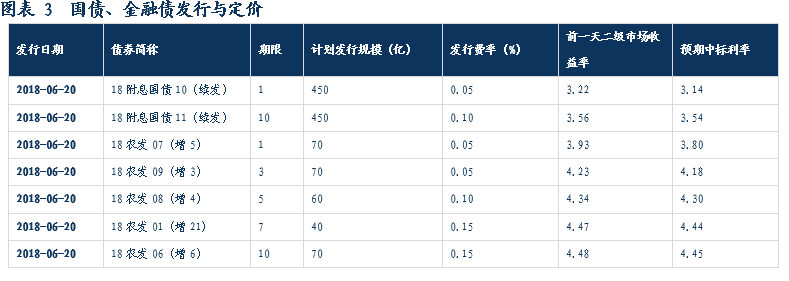 图表 3 国债、金融债发行与定价
发行日期 债券简称 期限 计划发行规模（亿） 发行费率（%） 前一天二级市场收益率 预期中标利率
2018-06-20 18 附息国债 10（续发） 1 450 0.05 3.22 3.14
2018-06-20 18 附息国债 11（续发） 10 450 0.10 3.56 3.54
2018-06-20 18 农发 07（增 5） 1 70 0.05 3.93 3.80
2018-06-20 18 农发 09（增 3） 3 70 0.05 4.23 4.18
2018-06-20 18 农发 08（增 4） 5 60 0.10 4.34 4.30
2018-06-20 18 农发 01（增 21） 7 40 0.15 4.47 4.44
2018-06-20 18 农发 06（增 6） 10 70 0.15 4.48 4.45